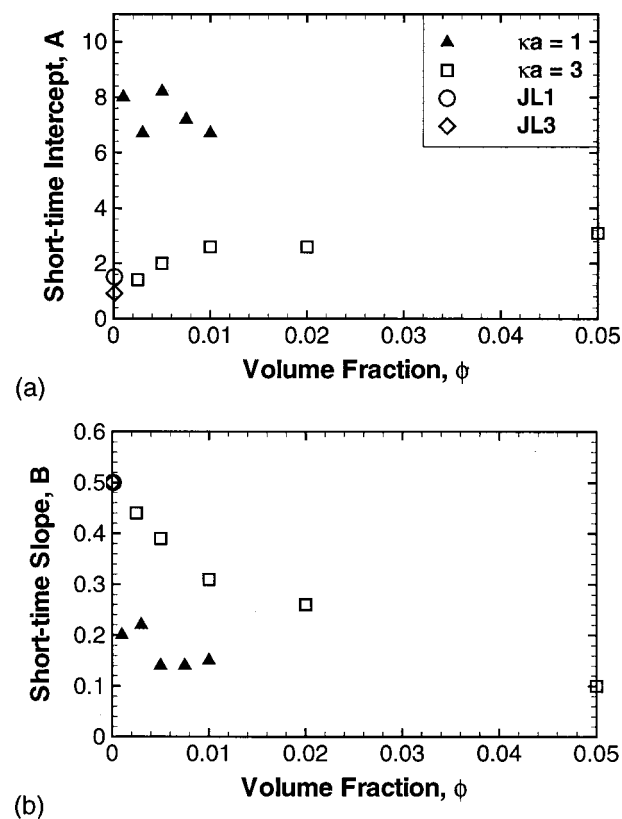 10
8
6
4
2
0
Short-time Intercept, A
κa = 1
κa = 3
JL1
JL3
0 0.01 0.02 0.03 0.04 0.05
Volume Fraction, ϕ
(a)
0.6
0.5
0.4
0.3
0.2
0.1
0
Short-time Slope, B
0 0.01 0.02 0.03 0.04 0.05
Volume Fraction, ϕ
(b)